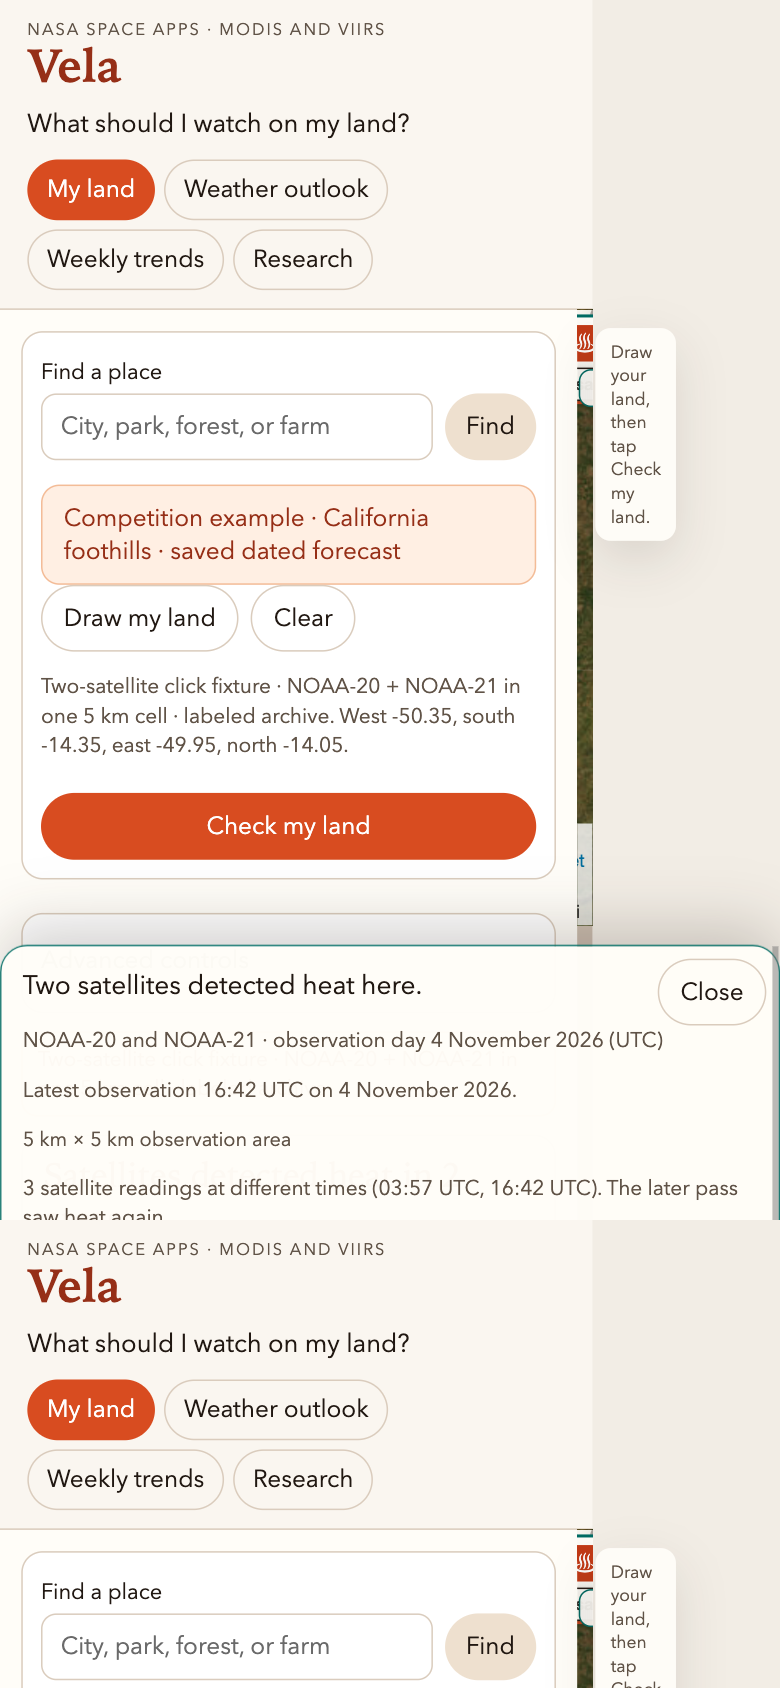 NASA SPACE APPS · MODIS AND VIIRS
Vela
What should I watch on my land?
My land
Weather outlook
Weekly trends
Research
Find a place
City, park, forest, or farm
Find
Competition example · California
foothills · saved dated forecast
Draw my land
Clear
Two-satellite click fixture · NOAA-20 + NOAA-21 in
one 5 km cell · labeled archive. West -50.35, south
-14.35, east -49.95, north -14.05.
Check my land
Draw
your
land,
then
tap
Check
my
land.
Advanced controls
Two satellites detected heat here.
Close
NOAA-20 and NOAA-21 · observation day 4 November 2026 (UTC)
Latest observation 16:42 UTC on 4 November 2026.
5 km × 5 km observation area
3 satellite readings at different times (03:57 UTC, 16:42 UTC). The later pass
saw heat again
NASA SPACE APPS · MODIS AND VIIRS
Vela
What should I watch on my land?
My land
Weather outlook
Weekly trends
Research
Find a place
City, park, forest, or farm
Find
Draw
your
land,
then
tap
Check